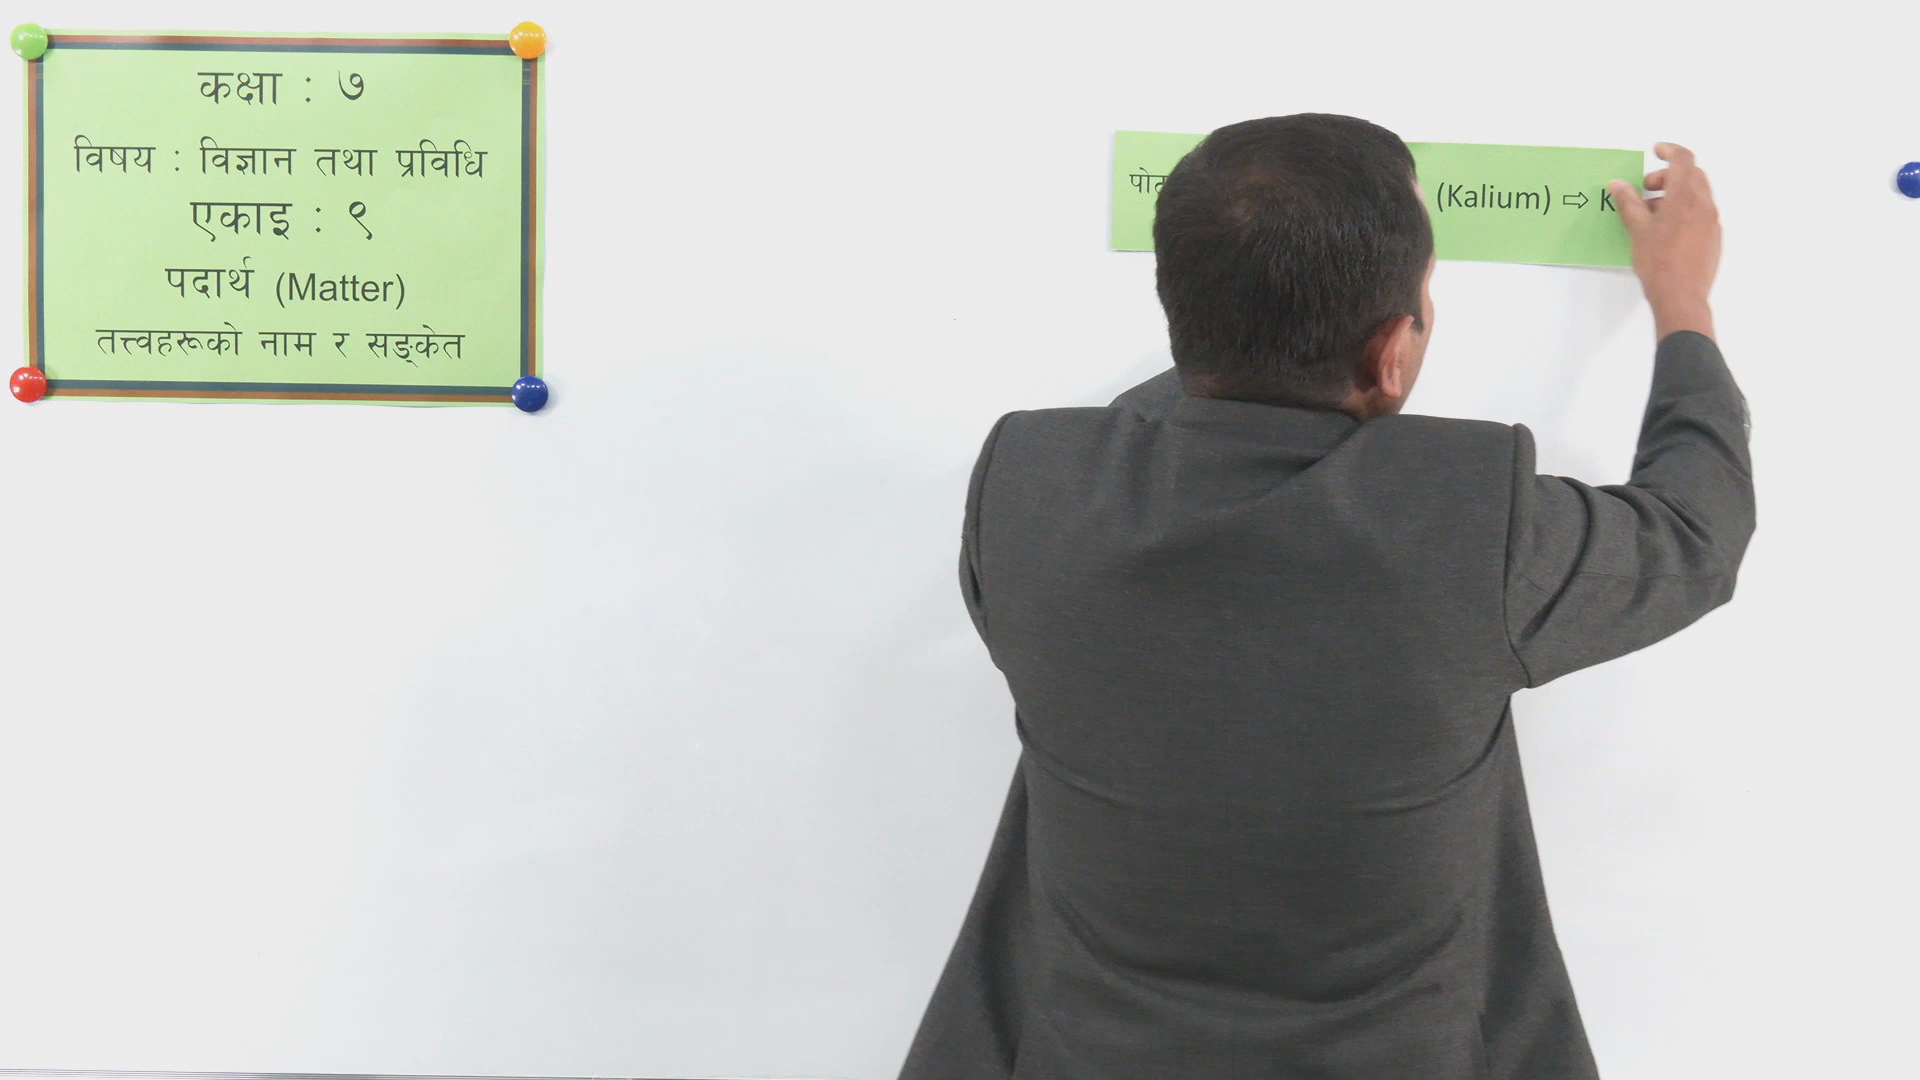 कक्षा : ७
विषय : विज्ञान तथा प्रविधि
एकाइ : ९
पदार्थ (Matter)
तत्त्वहरूको नाम र सङ्केत
(Kalium) ⇨ K